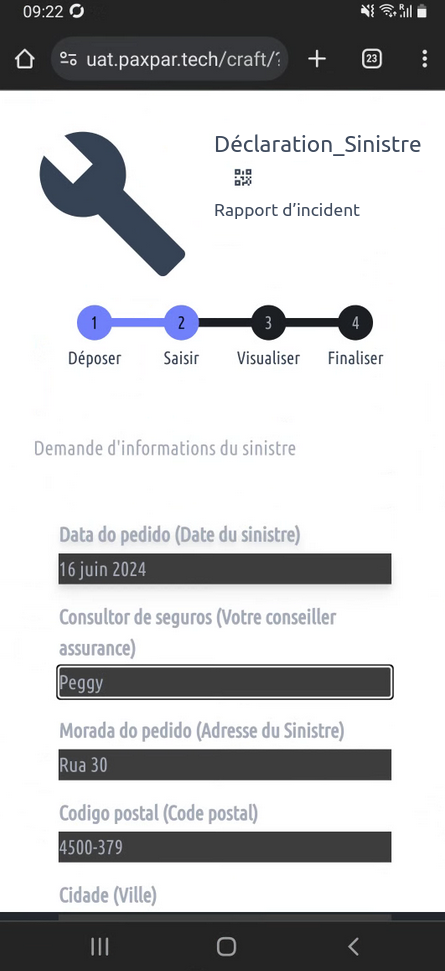 09:22
uat.paxpar.tech/craft/?
23
Déclaration_Sinistre
Rapport d'incident
1 2 3 4
Déposer Saisir Visualiser Finaliser
Demande d'informations du sinistre
Data do pedido (Date du sinistre)
16 juin 2024
Consultor de seguros (Votre conseiller
assurance)
Peggy
Morada do pedido (Adresse du Sinistre)
Rua 30
Codigo postal (Code postal)
4500-379
Cidade (Ville)